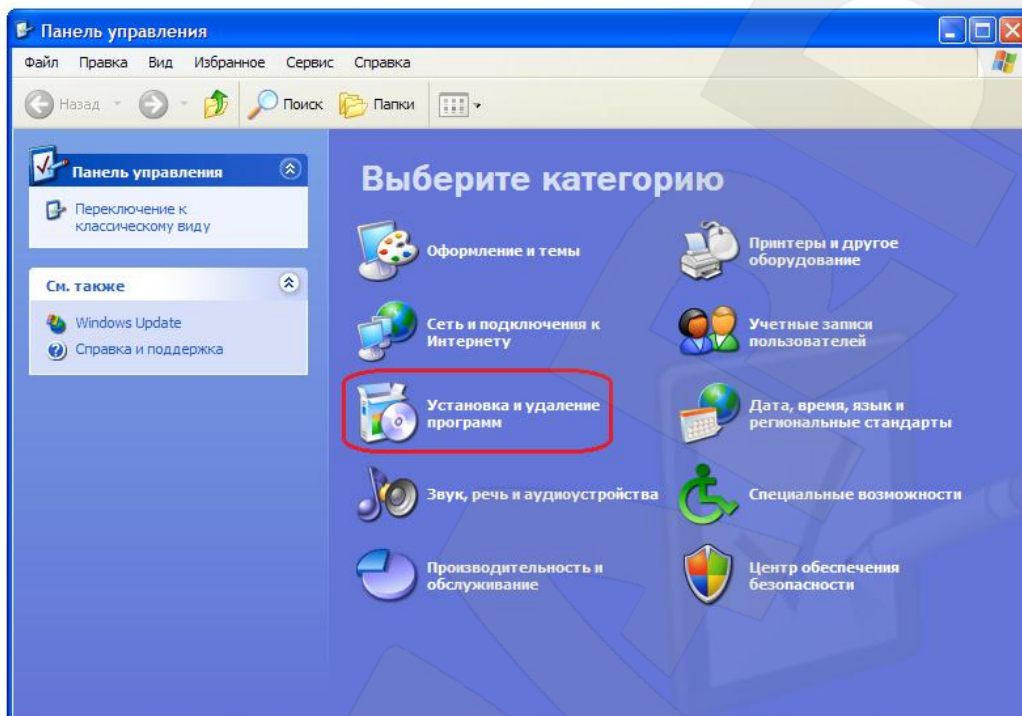 Панель управления
Файл Правка Вид Избранное Сервис Справка
Назад Поиск Папки
Панель управления
Переключение к
классическому виду
См. также
Windows Update
Справка и поддержка
Выберите категорию
Оформление и темы
Принтеры и другое
оборудование
Сеть и подключения к
Интернету
Учетные записи
пользователей
Установка и удаление
программ
Дата, время, язык и
региональные стандарты
Звук, речь и аудиоустройства
Специальные возможности
Производительность и
обслуживание
Центр обеспечения
безопасности